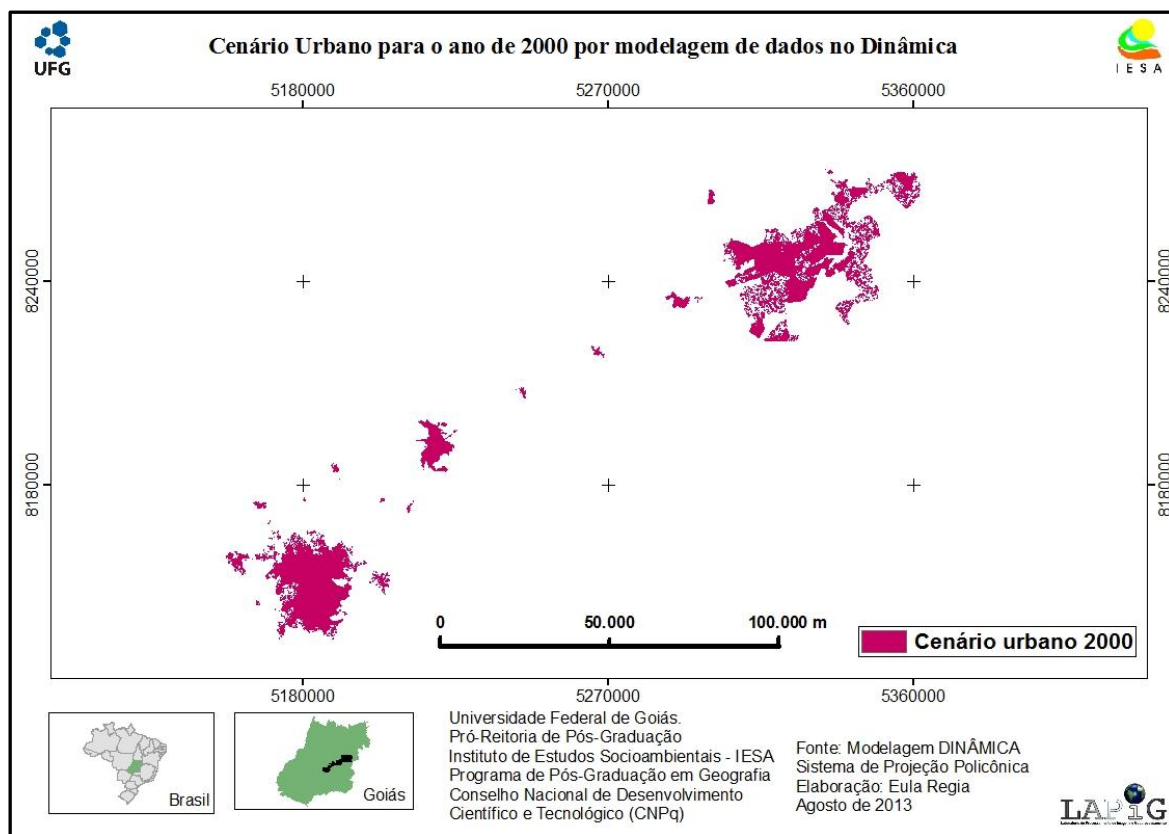 UFG
Cenário Urbano para o ano de 2000 por modelagem de dados no Dinâmica
IESA
5180000 5270000 5360000
8240000 8240000
8180000 8180000
0 50.000 100.000 m
Cenário urbano 2000
5180000 5270000 5360000
Brasil
Goiás
Universidade Federal de Goiás.
Pró-Reitoria de Pós-Graduação
Instituto de Estudos Socioambientais - IESA
Programa de Pós-Graduação em Geografia
Conselho Nacional de Desenvolvimento
Científico e Tecnológico (CNPq)
Fonte: Modelagem DINÂMICA
Sistema de Projeção Policônica
Elaboração: Eula Regia
Agosto de 2013
LAPiG